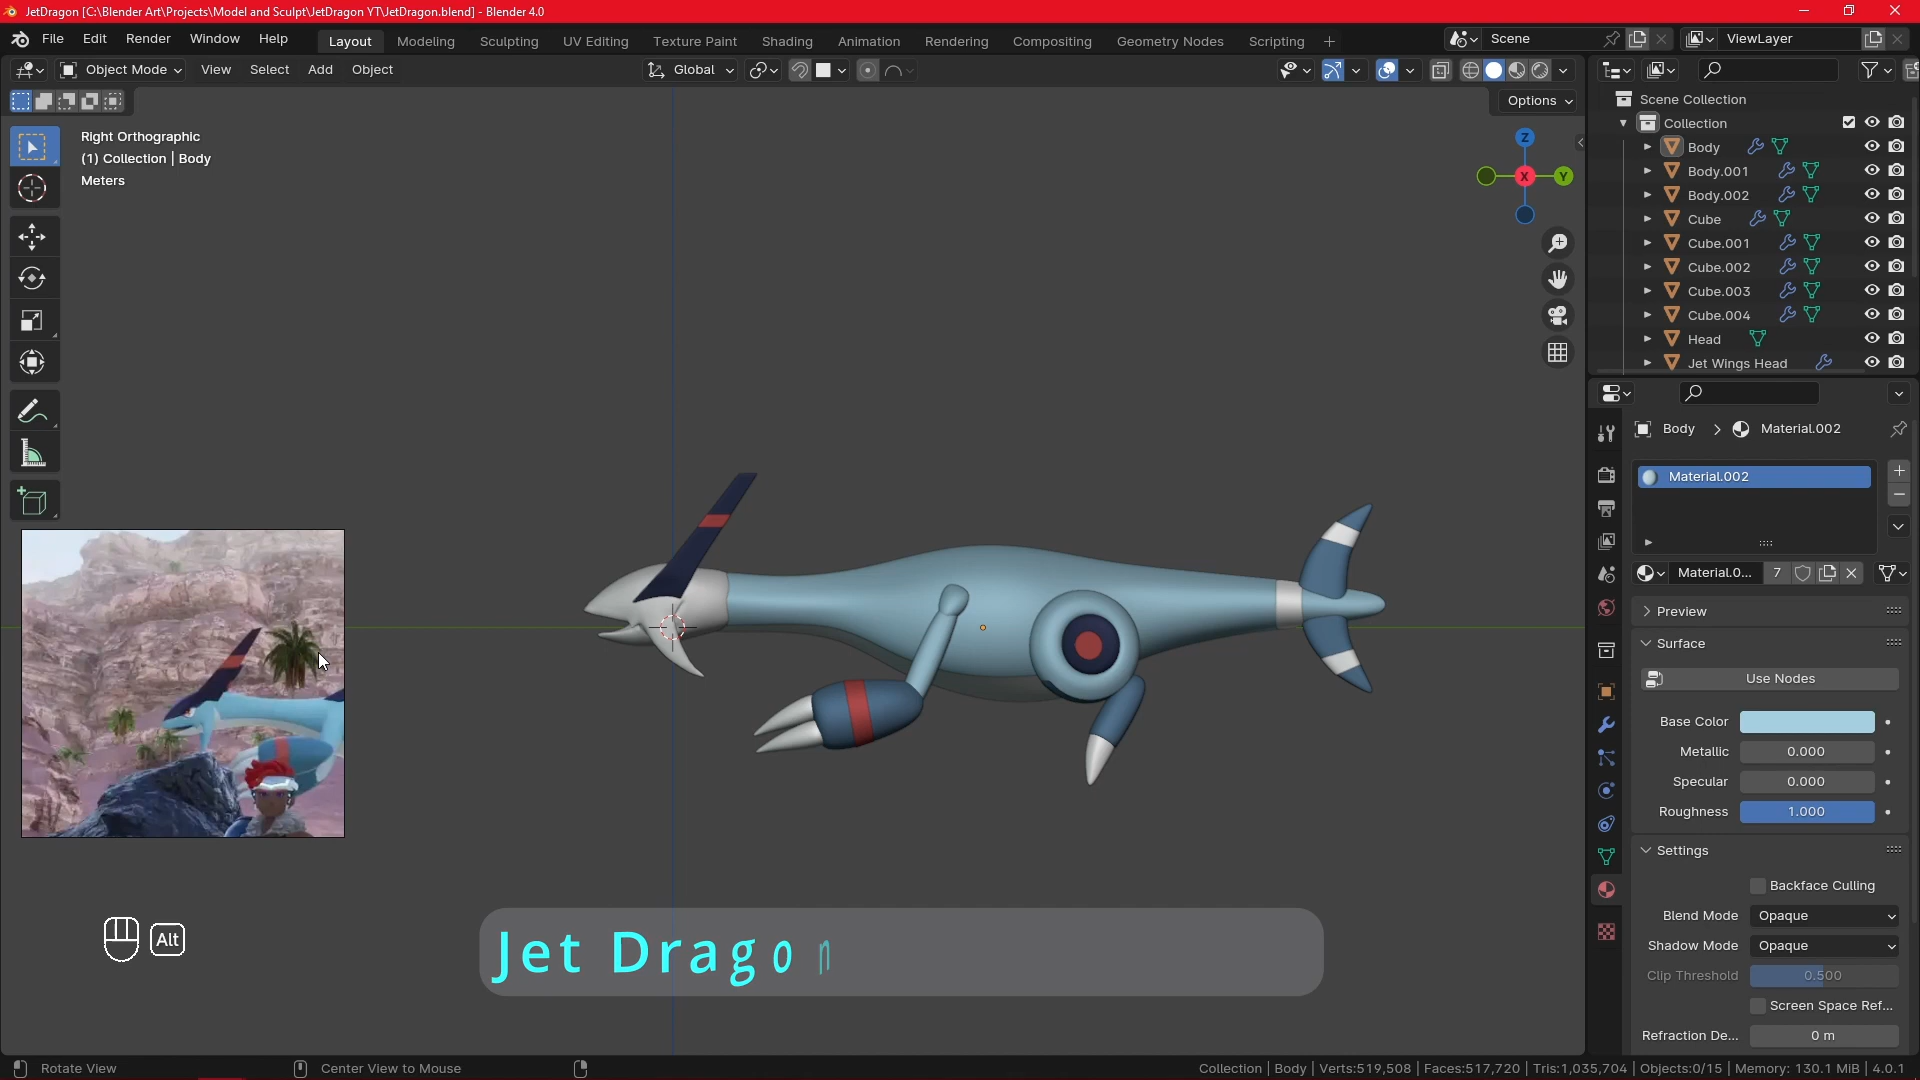 JetDragon [C:\Blender Art\Projects\Model and Sculpt\JetDragon YT\JetDragon.blend] - Blender 4.0
File Edit Render Window Help
Layout Modeling Sculpting UV Editing Texture Paint Shading Animation Rendering Compositing Geometry Nodes Scripting
Scene
ViewLayer
Object Mode View Select Add Object
Global
Options
Right Orthographic
(1) Collection | Body
Meters
Z
X
Y
Scene Collection
Collection
Body
Body.001
Body.002
Cube
Cube.001
Cube.002
Cube.003
Cube.004
Head
Jet Wings Head
Body > Material.002
Material.002
Material.0... 7
Preview
Surface
Use Nodes
Base Color
Metallic 0.000
Specular 0.000
Roughness 1.000
Settings
Backface Culling
Blend Mode Opaque
Shadow Mode Opaque
Clip Threshold 0.500
Screen Space Ref...
Refraction De... 0 m
Alt
Jet Dragon
Rotate View
Center View to Mouse
Collection | Body | Verts:519,508 | Faces:517,720 | Tris:1,035,704 | Objects:0/15 | Memory: 130.1 MiB | 4.0.1